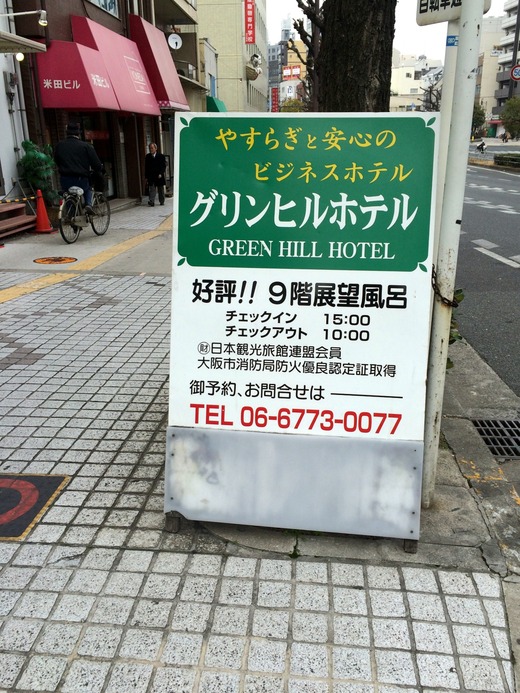 米田ビル
米田ビル
やすらぎと安心の
ビジネスホテル
グリンヒルホテル
GREEN HILL HOTEL
好評!! 9階展望風呂
チェックイン 15:00
チェックアウト 10:00
財日本観光旅館連盟会員
大阪市消防局防火優良認定証取得
御予約、お問合せは
TEL 06-6773-0077